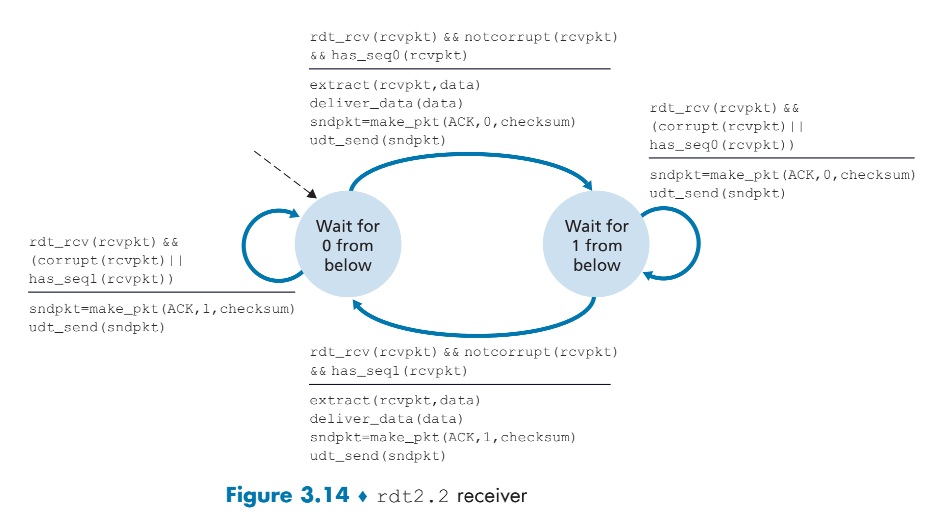 rdt_rcv(rcvpkt) && notcorrupt(rcvpkt)
&& has_seq0(rcvpkt)
extract(rcvpkt,data)
deliver_data(data)
sndpkt=make_pkt(ACK,0,checksum)
udt_send(sndpkt)
rdt_rcv(rcvpkt) &&
(corrupt(rcvpkt)||
has_seq0(rcvpkt))
sndpkt=make_pkt(ACK,0,checksum)
udt_send(sndpkt)
Wait for
0 from
below
Wait for
1 from
below
rdt_rcv(rcvpkt) &&
(corrupt(rcvpkt)||
has_seql(rcvpkt))
sndpkt=make_pkt(ACK,l,checksum)
udt_send(sndpkt)
rdt_rcv(rcvpkt) && notcorrupt(rcvpkt)
&& has_seql(rcvpkt)
extract(rcvpkt,data)
deliver_data(data)
sndpkt=make_pkt(ACK,1,checksum)
udt_send(sndpkt)
Figure 3.14 ♦ rdt2.2 receiver